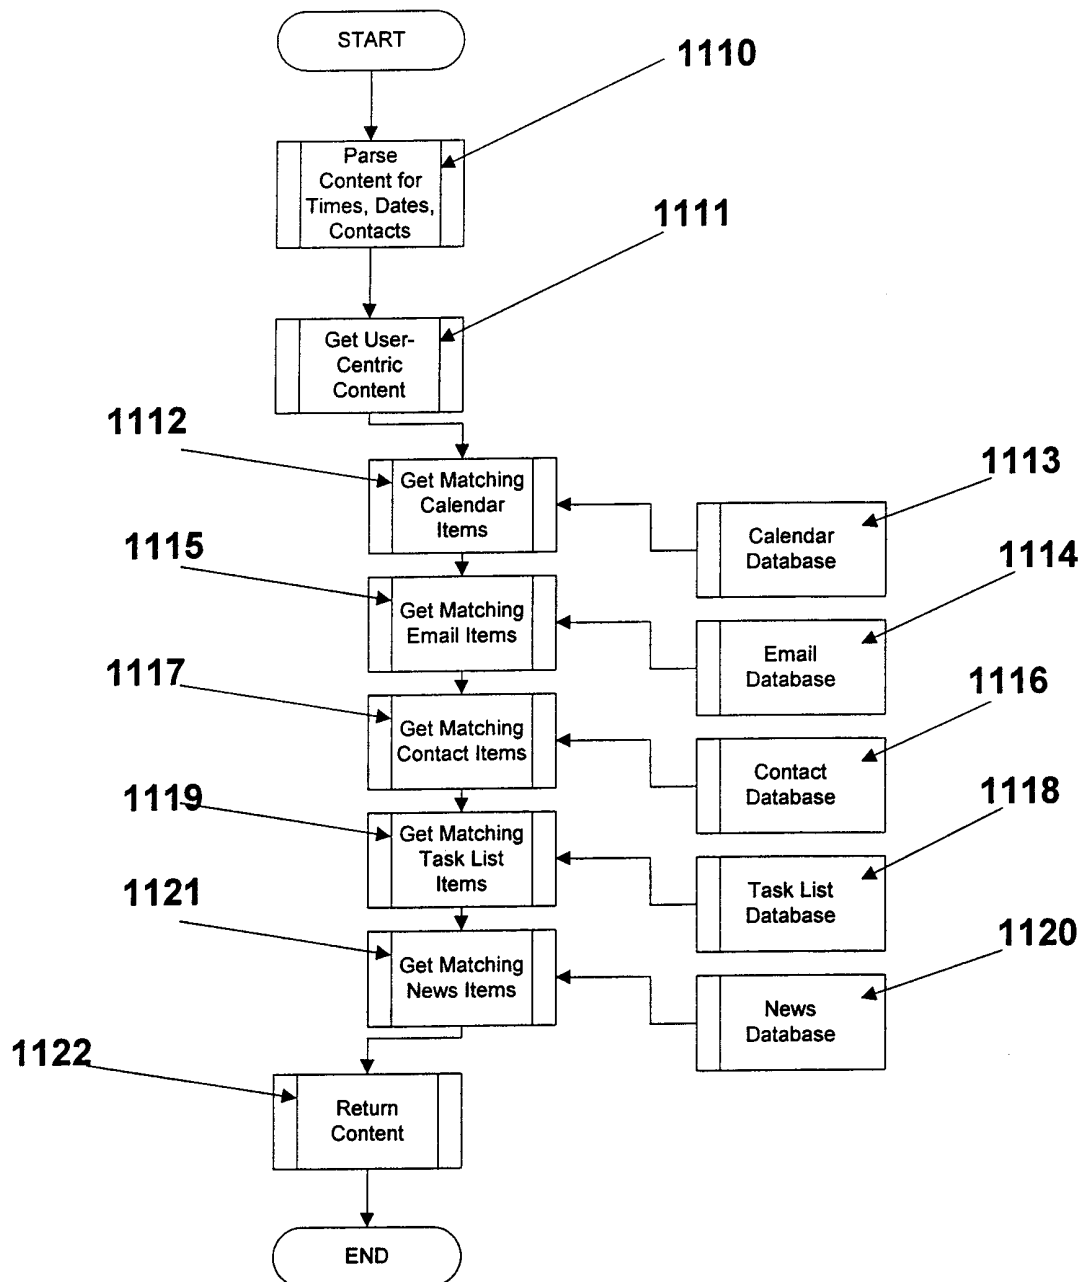 START
1110
Parse
Content for
Times, Dates,
Contacts
1111
Get User-
Centric
Content
1112
Get Matching
Calendar
Items
1113
Calendar
Database
1115
Get Matching
Email Items
1114
Email
Database
1117
Get Matching
Contact Items
1116
Contact
Database
1119
Get Matching
Task List
Items
1118
Task List
Database
1121
Get Matching
News Items
1120
News
Database
1122
Return
Content
END